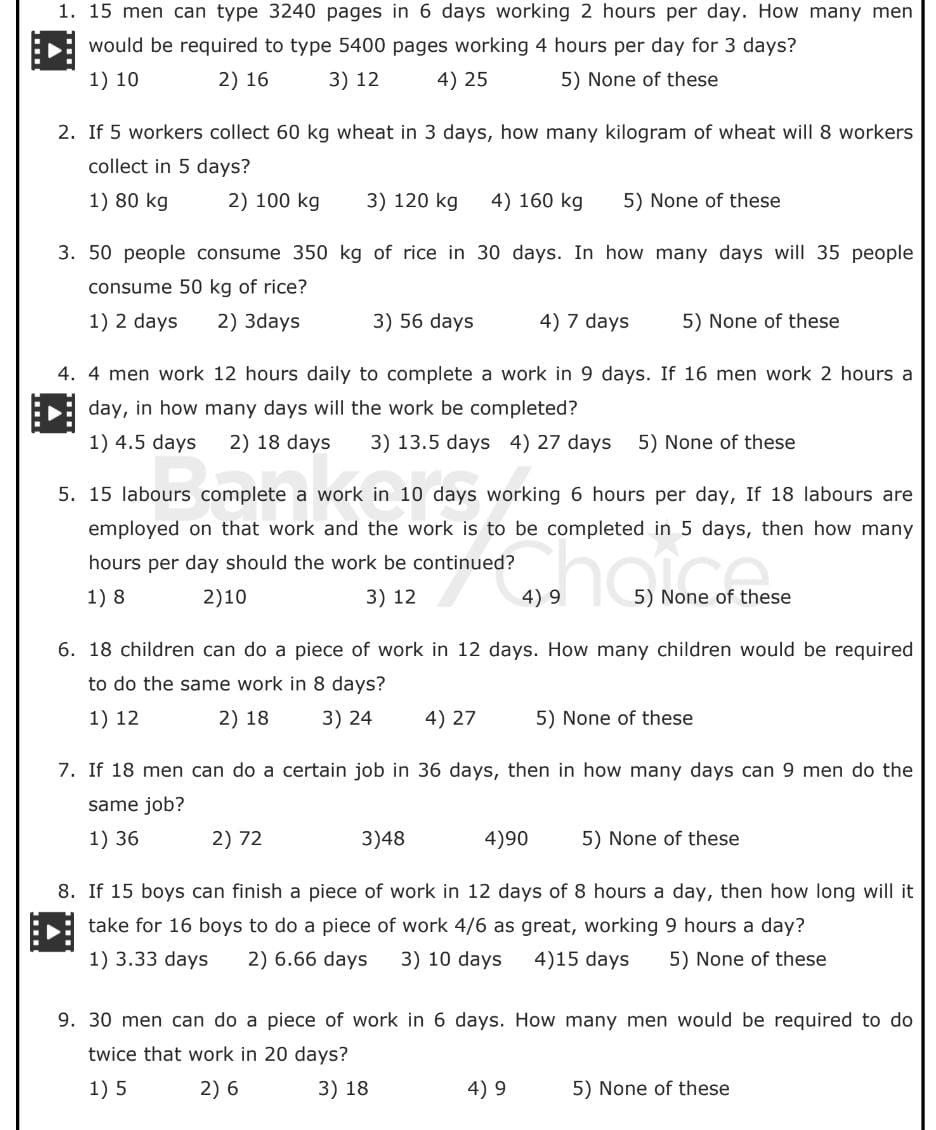 1. 15 men can type 3240 pages in 6 days working 2 hours per day. How many men
would be required to type 5400 pages working 4 hours per day for 3 days?
1) 10 2) 16 3) 12 4) 25 5) None of these
2. If 5 workers collect 60 kg wheat in 3 days, how many kilogram of wheat will 8 workers
collect in 5 days?
1) 80 kg 2) 100 kg 3) 120 kg 4) 160 kg 5) None of these
3. 50 people consume 350 kg of rice in 30 days. In how many days will 35 people
consume 50 kg of rice?
1) 2 days 2) 3days 3) 56 days 4) 7 days 5) None of these
4. 4 men work 12 hours daily to complete a work in 9 days. If 16 men work 2 hours a
day, in how many days will the work be completed?
1) 4.5 days 2) 18 days 3) 13.5 days 4) 27 days 5) None of these
Bankers
5. 15 labours complete a work in 10 days working 6 hours per day, If 18 labours are
employed on that work and the work is to be completed in 5 days, then how many
hours per day should the work be continued?
Choice
1) 8 2)10 3) 12 4) 9 5) None of these
6. 18 children can do a piece of work in 12 days. How many children would be required
to do the same work in 8 days?
1) 12 2) 18 3) 24 4) 27 5) None of these
7. If 18 men can do a certain job in 36 days, then in how many days can 9 men do the
same job?
1) 36 2) 72 3)48 4)90 5) None of these
8. If 15 boys can finish a piece of work in 12 days of 8 hours a day, then how long will it
take for 16 boys to do a piece of work 4/6 as great, working 9 hours a day?
1) 3.33 days 2) 6.66 days 3) 10 days 4)15 days 5) None of these
9. 30 men can do a piece of work in 6 days. How many men would be required to do
twice that work in 20 days?
1) 5 2) 6 3) 18 4) 9 5) None of these